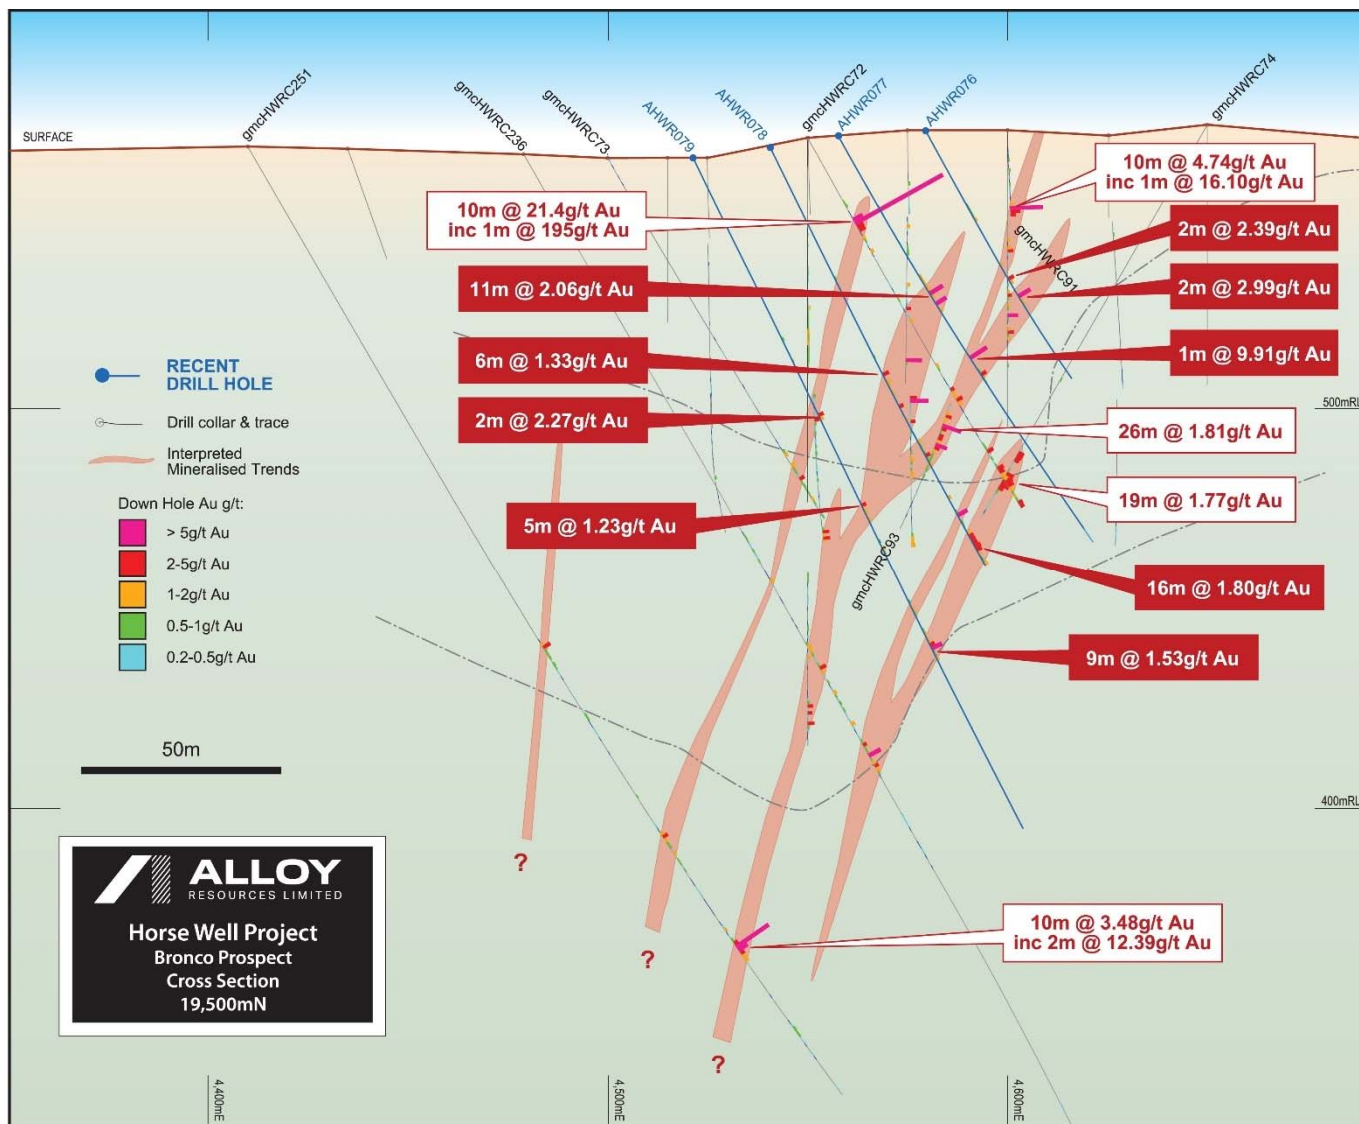 gmcHWRC251
gmcHWRC236
gmcHWRC73
AHWR079
AHWR078
gmcHWRC72
AHWR077
AHWR076
gmcHWRC74
SURFACE
10m @ 21.4g/t Au
inc 1m @ 195g/t Au
10m @ 4.74g/t Au
inc 1m @ 16.10g/t Au
2m @ 2.39g/t Au
gmcHWRC91
11m @ 2.06g/t Au
2m @ 2.99g/t Au
6m @ 1.33g/t Au
1m @ 9.91g/t Au
2m @ 2.27g/t Au
500mRL
26m @ 1.81g/t Au
19m @ 1.77g/t Au
5m @ 1.23g/t Au
gmcHWRC93
16m @ 1.80g/t Au
9m @ 1.53g/t Au
RECENT
DRILL HOLE
Drill collar & trace
Interpreted
Mineralised Trends
Down Hole Au g/t:
> 5g/t Au
2-5g/t Au
1-2g/t Au
0.5-1g/t Au
0.2-0.5g/t Au
50m
400mRL
?
?
?
10m @ 3.48g/t Au
inc 2m @ 12.39g/t Au
ALLOY
RESOURCES LIMITED
Horse Well Project
Bronco Prospect
Cross Section
19,500mN
4,400mE
4,500mE
4,600mE